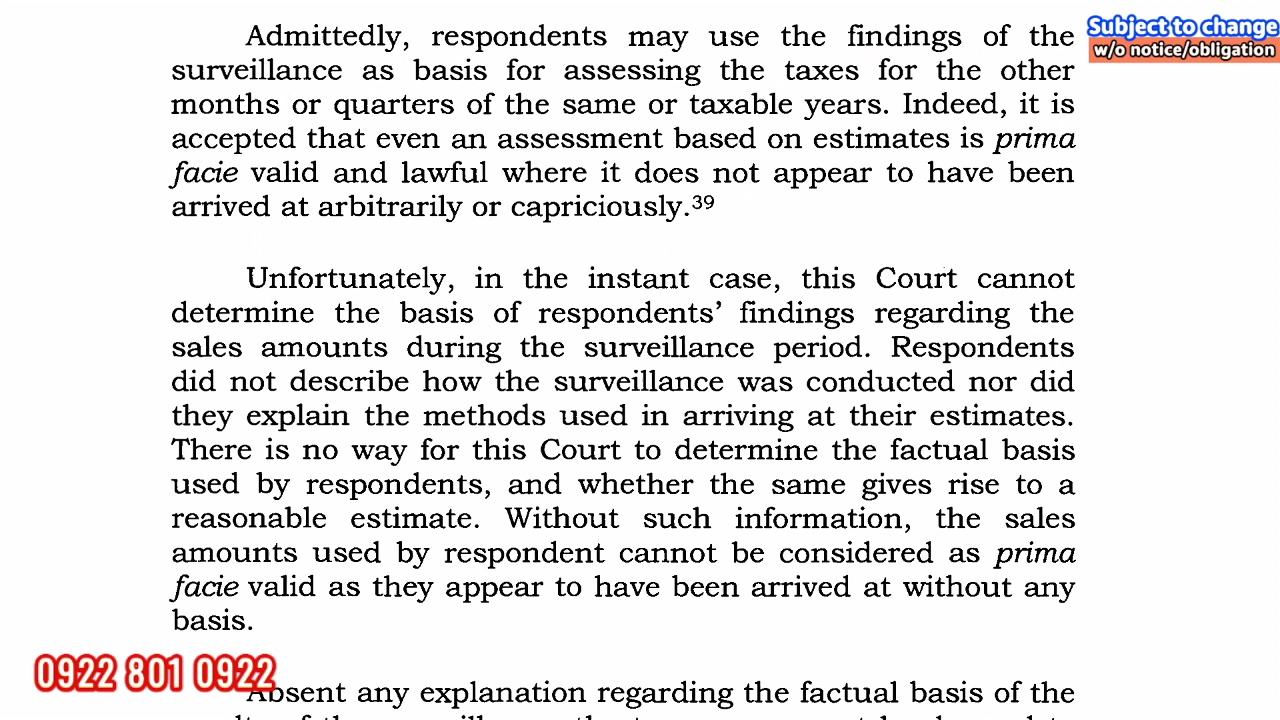 Admittedly, respondents may use the findings of the
surveillance as basis for assessing the taxes for the other
months or quarters of the same or taxable years. Indeed, it is
accepted that even an assessment based on estimates is prima
facie valid and lawful where it does not appear to have been
arrived at arbitrarily or capriciously.39
Unfortunately, in the instant case, this Court cannot
determine the basis of respondents’ findings regarding the
sales amounts during the surveillance period. Respondents
did not describe how the surveillance was conducted nor did
they explain the methods used in arriving at their estimates.
There is no way for this Court to determine the factual basis
used by respondents, and whether the same gives rise to a
reasonable estimate. Without such information, the sales
amounts used by respondent cannot be considered as prima
facie valid as they appear to have been arrived at without any
basis.
Absent any explanation regarding the factual basis of the
Subject to change
w/o notice/obligation
0922 801 0922